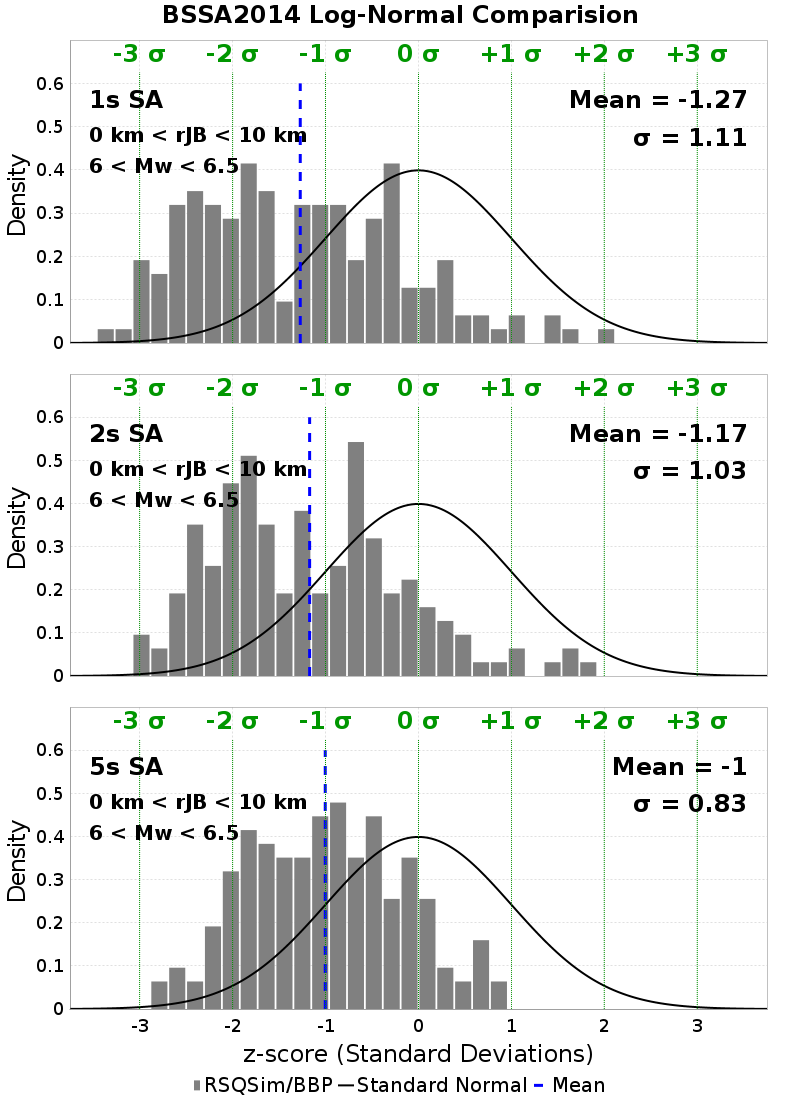 BSSA2014 Log-Normal Comparision
-3 σ -2 σ -1 σ 0 σ +1 σ +2 σ +3 σ
0.6
1s SA Mean = -1.27
0.5
0 km < rJB < 10 km σ = 1.11
6 < Mw < 6.5
0.4
Density
0.3
0.2
0.1
0
-3 σ -2 σ -1 σ 0 σ +1 σ +2 σ +3 σ
0.6
2s SA Mean = -1.17
0.5
0 km < rJB < 10 km σ = 1.03
6 < Mw < 6.5
0.4
Density
0.3
0.2
0.1
0
-3 σ -2 σ -1 σ 0 σ +1 σ +2 σ +3 σ
0.6
5s SA Mean = -1
0.5
0 km < rJB < 10 km σ = 0.83
6 < Mw < 6.5
0.4
Density
0.3
0.2
0.1
0
-3 -2 -1 0 1 2 3
z-score (Standard Deviations)
RSQSim/BBP Standard Normal Mean